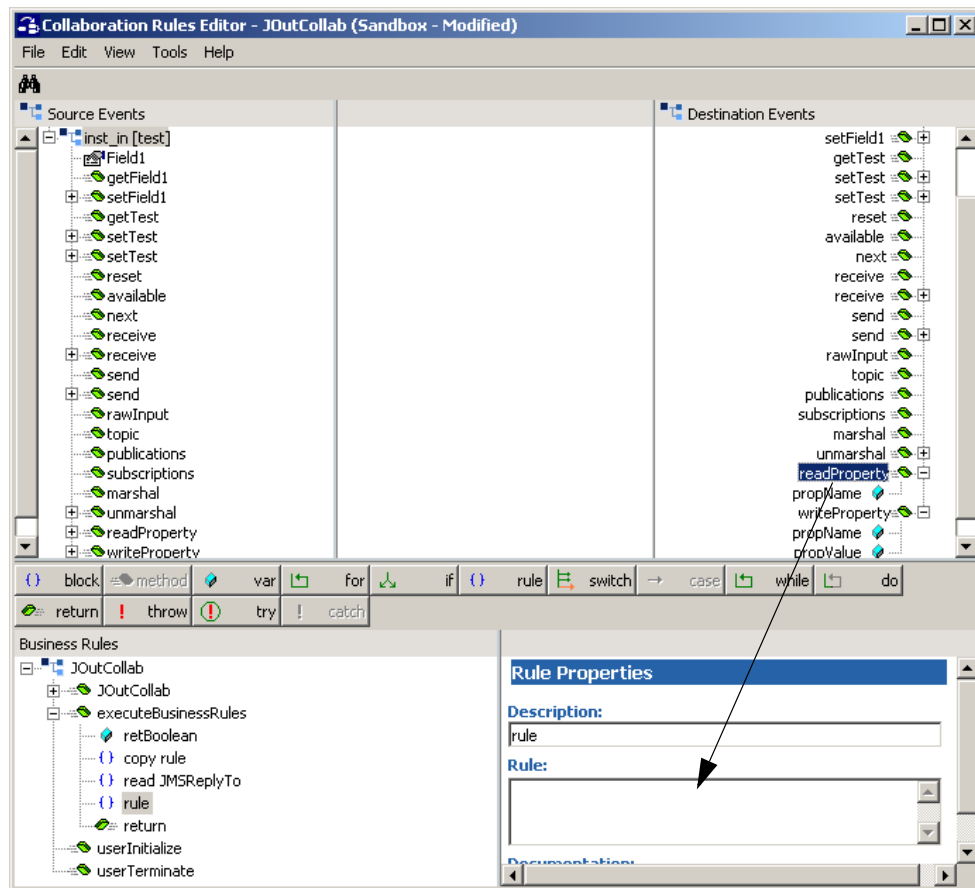 Collaboration Rules Editor - JOutCollab (Sandbox - Modified)
File Edit View Tools Help
Source Events
inst_in [test]
Field1
getField1
setField1
getTest
setTest
setTest
reset
available
next
receive
receive
send
send
rawInput
topic
publications
subscriptions
marshal
unmarshal
readProperty
writeProperty
Destination Events
setField1
getTest
setTest
setTest
reset
available
next
receive
receive
send
send
rawInput
topic
publications
subscriptions
marshal
unmarshal
readProperty
propName
writeProperty
propName
propValue
block method var for if rule switch case while do
return throw try catch
Business Rules
JOutCollab
JOutCollab
executeBusinessRules
retBoolean
copy rule
read JMSReplyTo
rule
return
userInitialize
userTerminate
Rule Properties
Description:
rule
Rule:
Documentation: